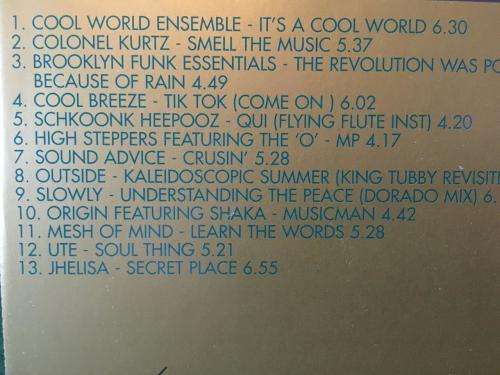 1. COOL WORLD ENSEMBLE - IT'S A COOL WORLD 6.30
2. COLONEL KURTZ - SMELL THE MUSIC 5.37
3. BROOKLYN FUNK ESSENTIALS - THE REVOLUTION WAS PO
BECAUSE OF RAIN 4.49
4. COOL BREEZE - TIK TOK (COME ON ) 6.02
5. SCHKOONK HEEPOOZ - QUI (FLYING FLUTE INST) 4.20
6. HIGH STEPPERS FEATURING THE 'O' - MP 4.17
7. SOUND ADVICE - CRUSIN' 5.28
8. OUTSIDE - KALEIDOSCOPIC SUMMER (KING TUBBY REVISIT
9. SLOWLY - UNDERSTANDING THE PEACE (DORADO MIX) 6.
10. ORIGIN FEATURING SHAKA - MUSICMAN 4.42
11. MESH OF MIND - LEARN THE WORDS 5.28
12. UTE - SOUL THING 5.21
13. JHELISA - SECRET PLACE 6.55